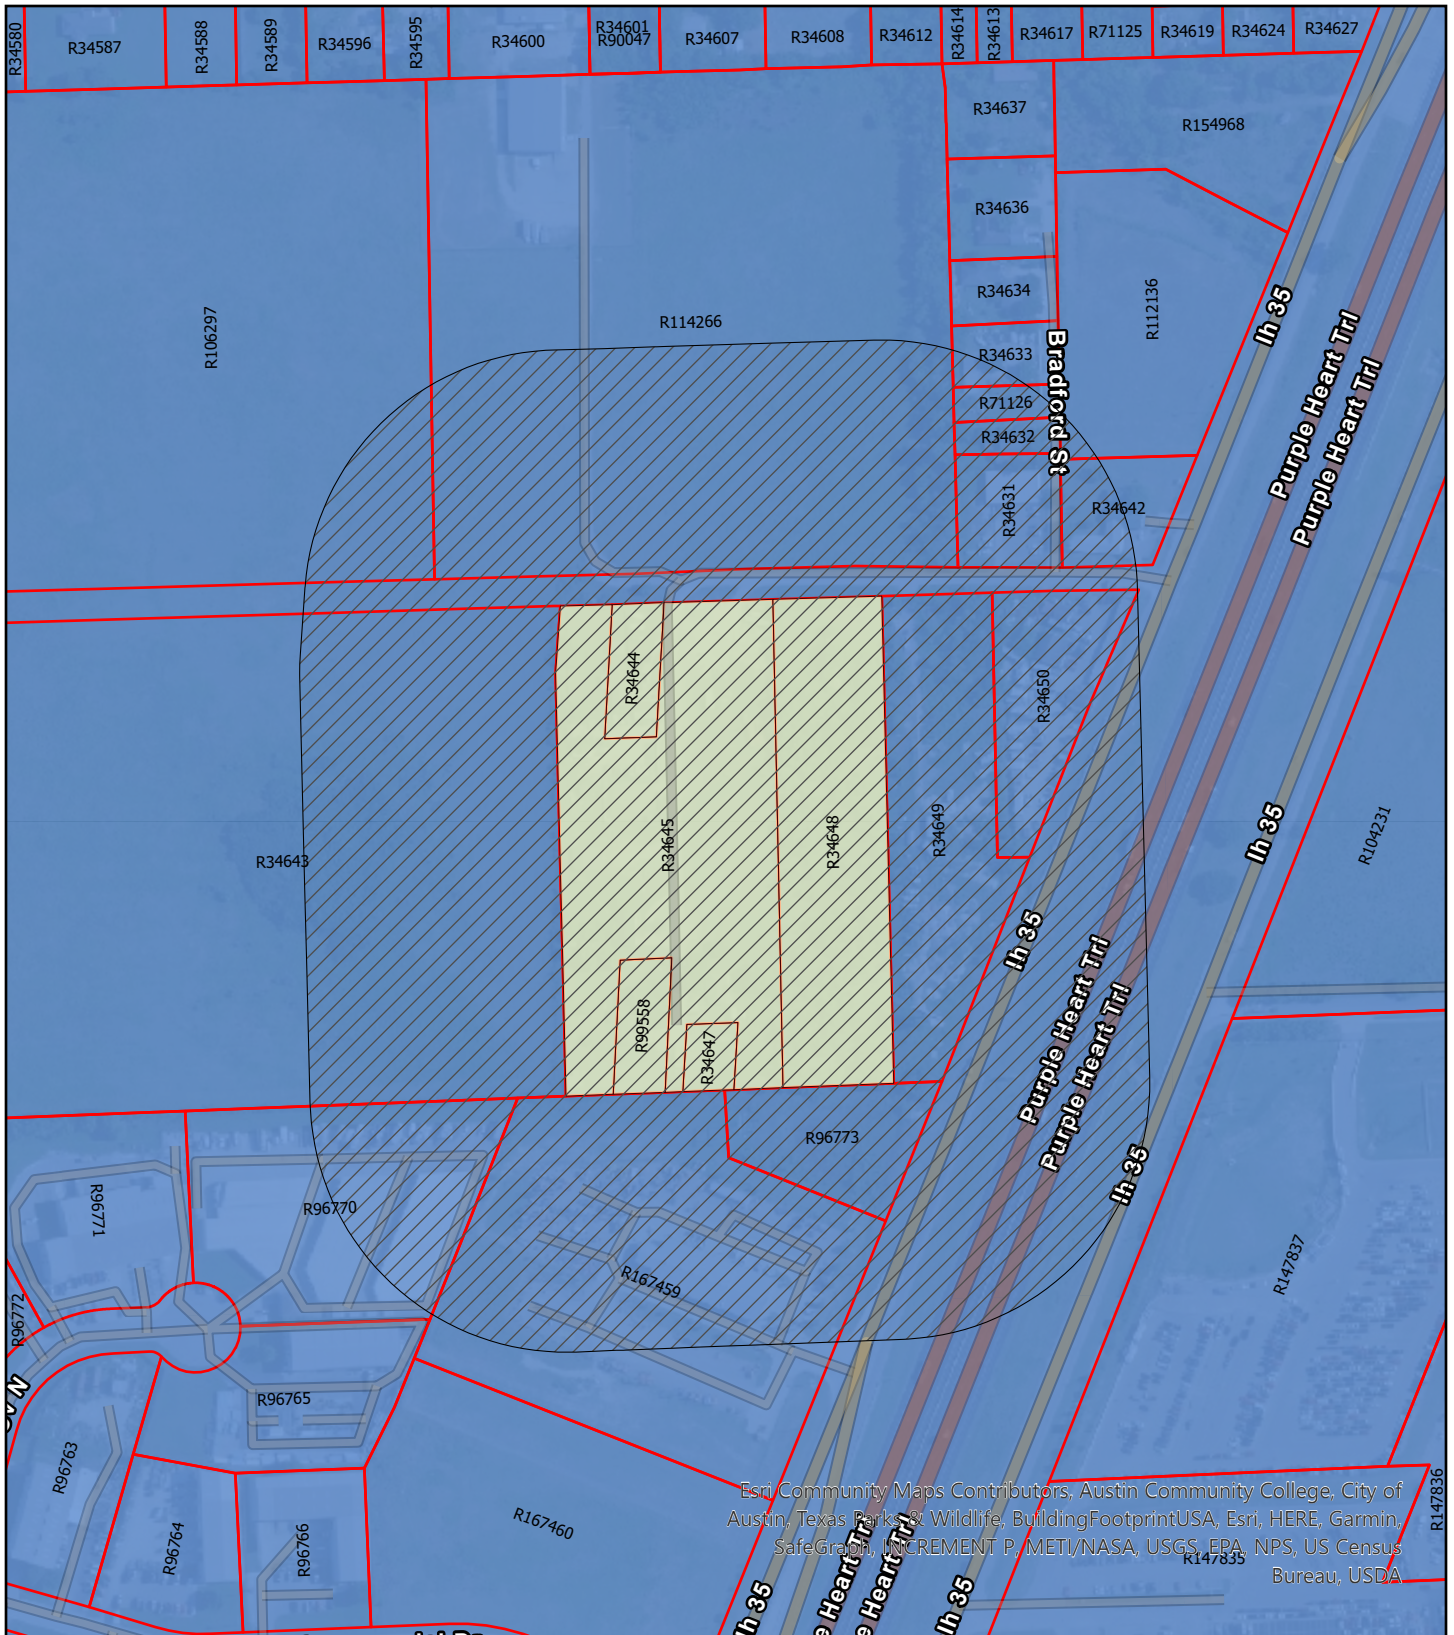 R34580
R34587
R34588
R34589
R34596
R34595
R34600
R34601
R90047
R34607
R34608
R34612
R34614
R34613
R34617
R71125
R34619
R34624
R34627
R34637
R154968
R34636
R34634
R112136
Ih 35
R106297
R114266
R34633
Bradford St
Purple Heart Trl
Purple Heart Trl
R71126
R34632
R34631
R34642
R34644
R34650
R34645
R34648
R34649
Ih 35
R104231
R34643
Ih 35
R99558
R34647
Purple Heart Trl
Purple Heart Trl
R96773
Ih 35
R96771
R96770
R167459
R147837
R96772
R96765
R96763
R96764
R96766
R167460
R147836
Esri Community Maps Contributors, Austin Community College, City of
Austin, Texas Parks & Wildlife, BuildingFootprintUSA, Esri, HERE, Garmin,
SafeGraph, INCREMENT P, METI/NASA, USGS, EPA, NPS, US Census
Bureau, USDA
R147835
Ih 35
e Heart Trl
e Heart Trl
Ih 35